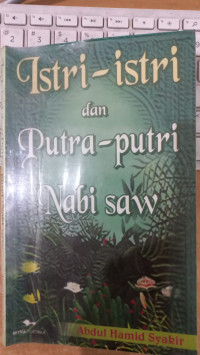 Istri-istri
dan
Putra-putri
Nabi saw
Abdul Hamid Syakir